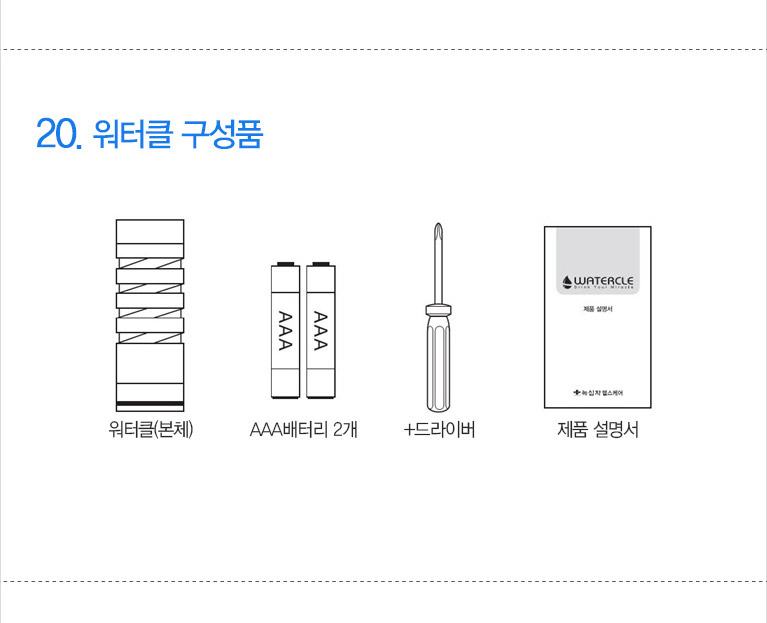 20. 워터클 구성품
AAA
AAA
WATERCLE
Drink Your Miracle
제품 설명서
녹십자헬스케어
워터클(본체)
AAA배터리 2개
+드라이버
제품 설명서